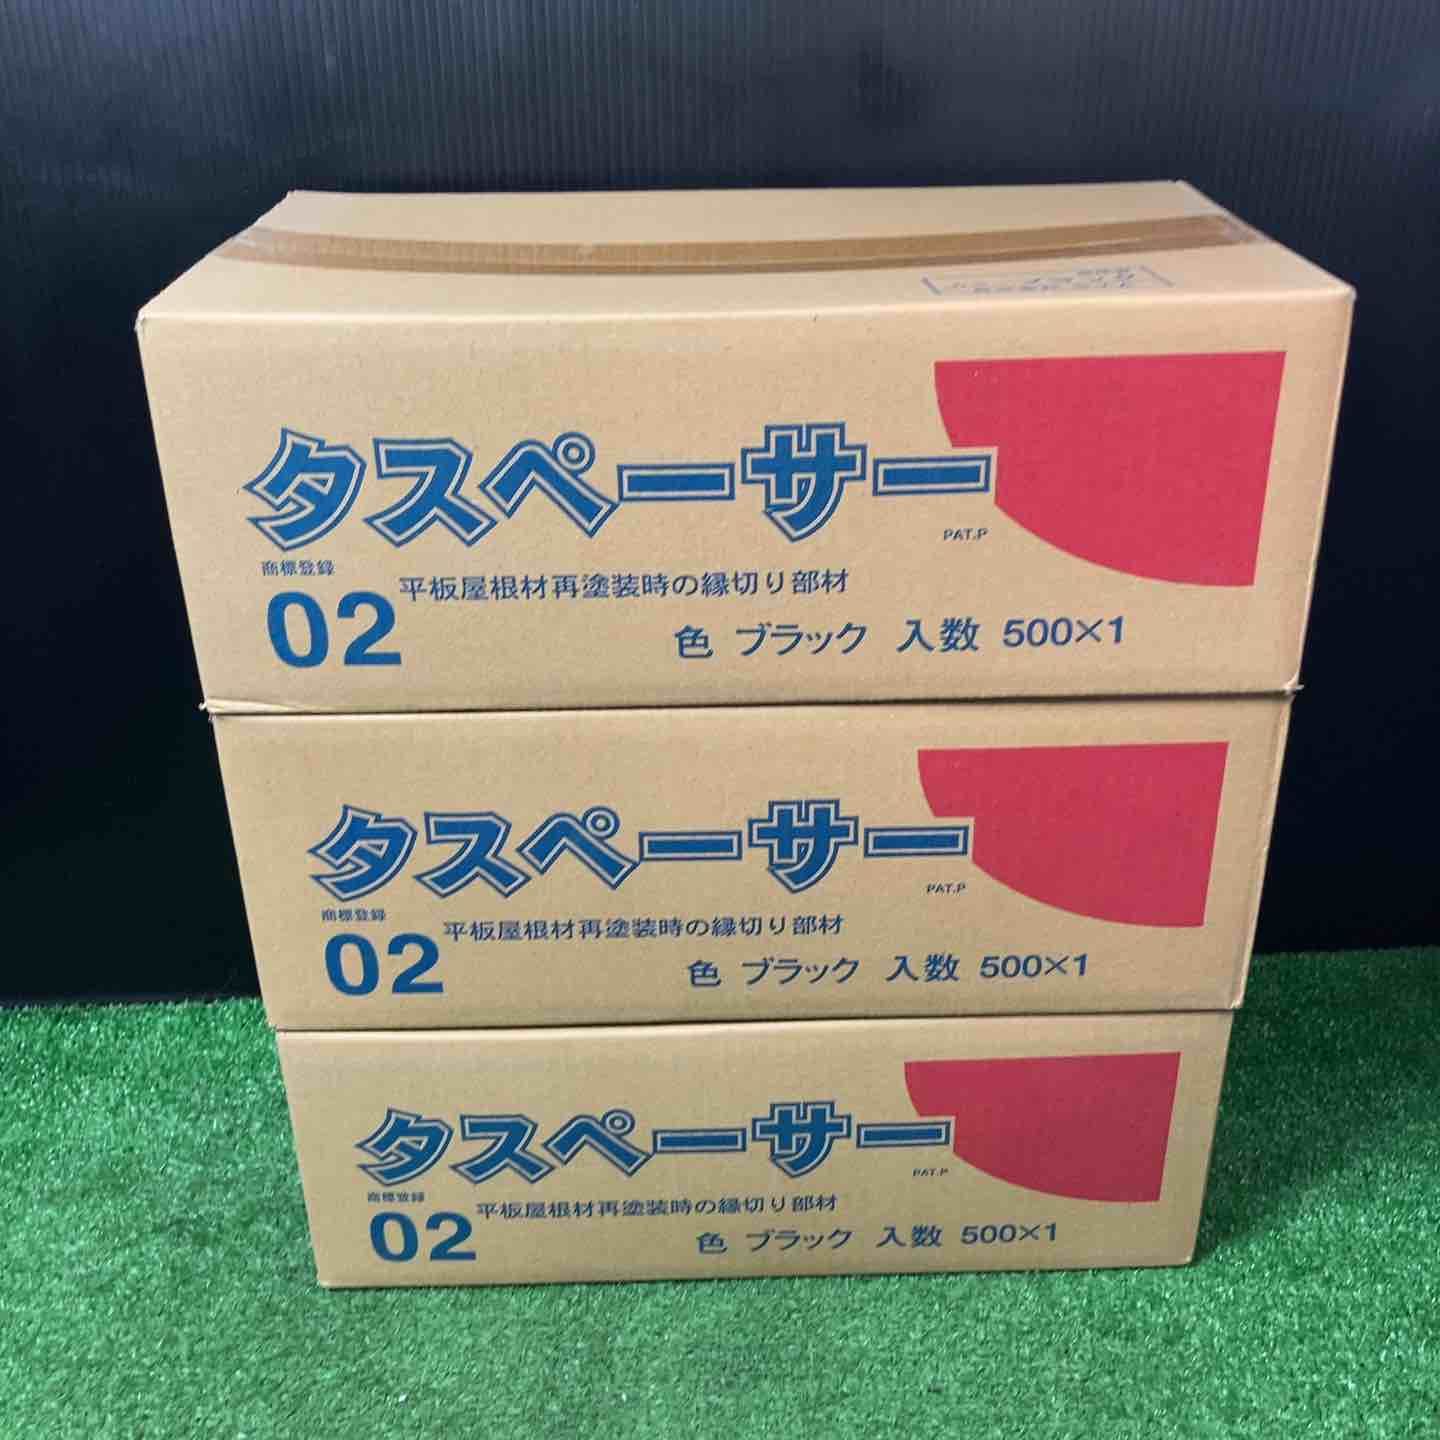 タスペーサー
PAT.P
商標登録
02 平板屋根材再塗装時の縁切り部材
色 ブラック 入数 500×1
タスペーサー
PAT.P
商標登録
02 平板屋根材再塗装時の縁切り部材
色 ブラック 入数 500×1
タスペーサー
PAT.P
商標登録
02 平板屋根材再塗装時の縁切り部材
色 ブラック 入数 500×1